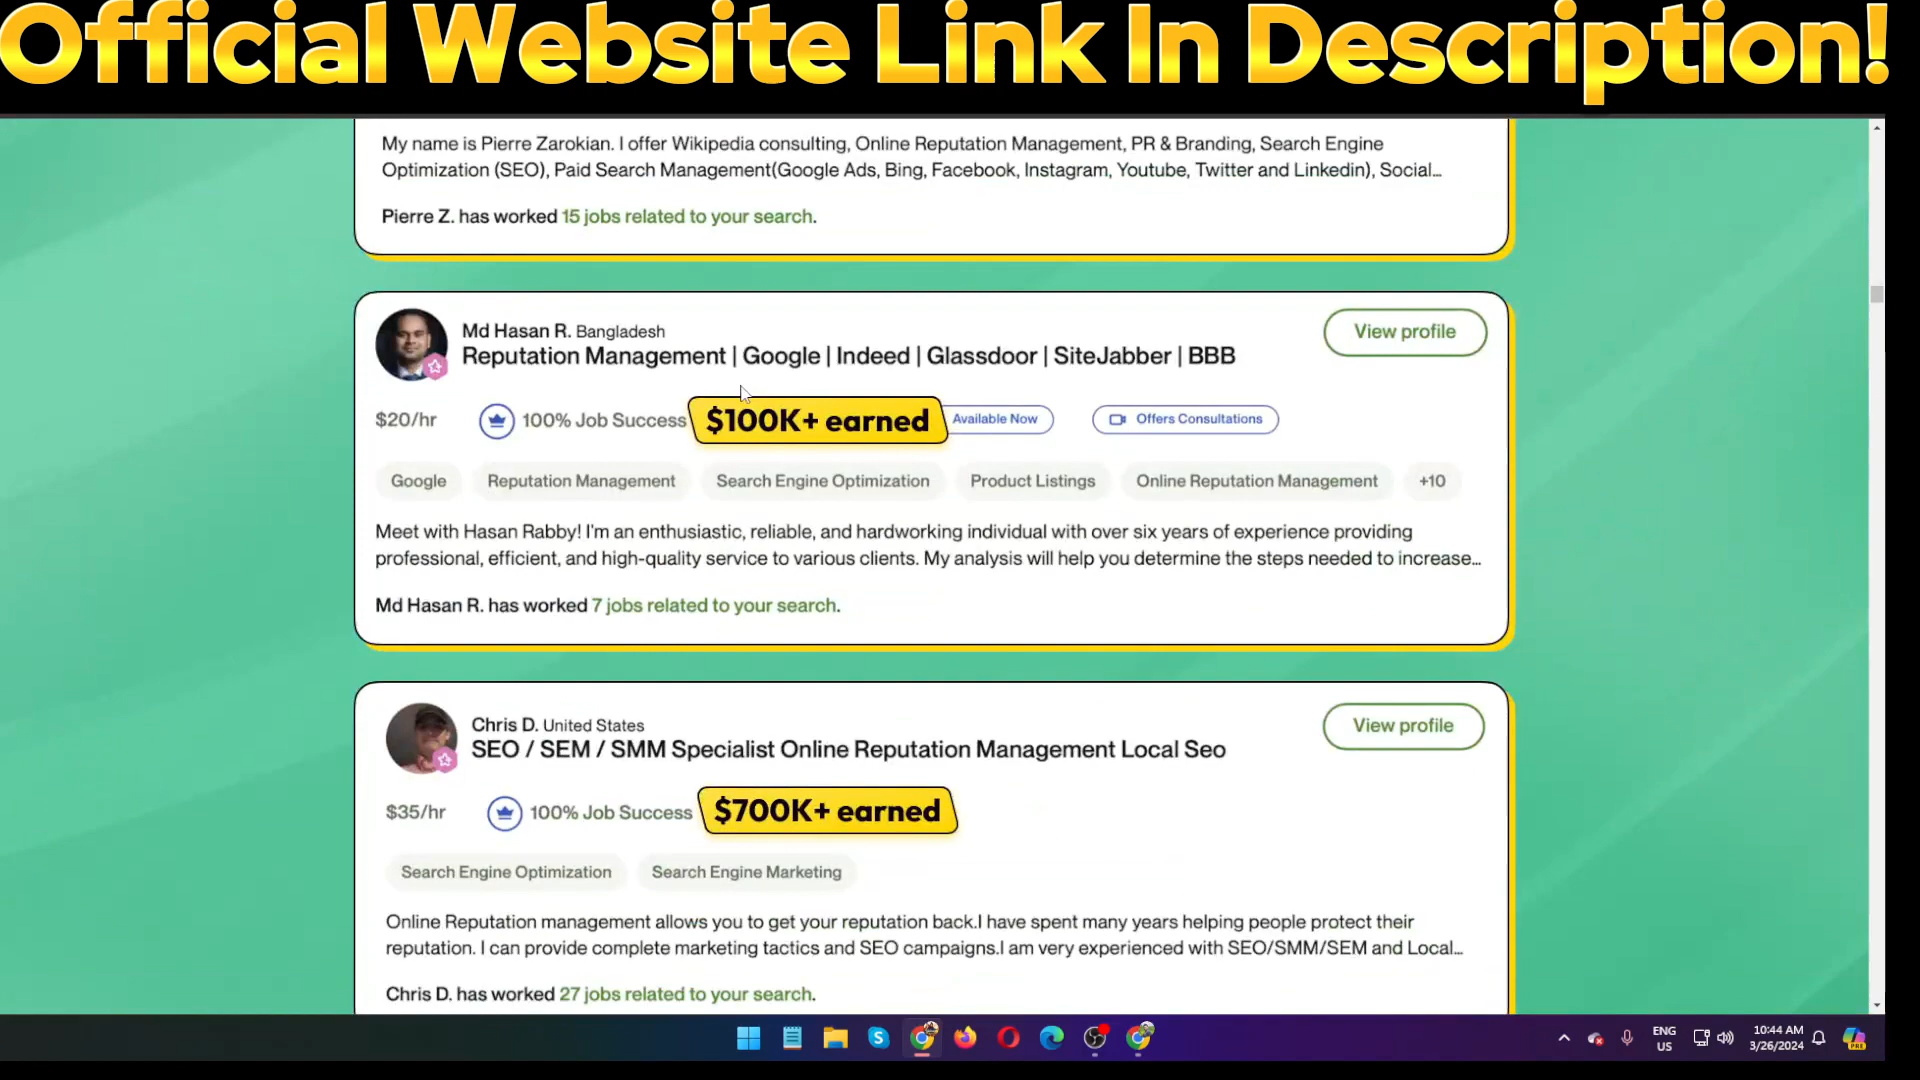 Official Website Link In Description!
My name is Pierre Zarokian. I offer Wikipedia consulting, Online Reputation Management, PR & Branding, Search Engine
Optimization (SEO), Paid Search Management(Google Ads, Bing, Facebook, Instagram, Youtube, Twitter and Linkedin), Social...
Pierre Z. has worked 15 jobs related to your search.
Md Hasan R. Bangladesh
Reputation Management | Google | Indeed | Glassdoor | SiteJabber | BBB
View profile
$20/hr 100% Job Success $100K+ earned Available Now Offers Consultations
Google Reputation Management Search Engine Optimization Product Listings Online Reputation Management +10
Meet with Hasan Rabby! I'm an enthusiastic, reliable, and hardworking individual with over six years of experience providing
professional, efficient, and high-quality service to various clients. My analysis will help you determine the steps needed to increase...
Md Hasan R. has worked 7 jobs related to your search.
Chris D. United States
SEO / SEM / SMM Specialist Online Reputation Management Local Seo
View profile
$35/hr 100% Job Success $700K+ earned
Search Engine Optimization Search Engine Marketing
Online Reputation management allows you to get your reputation back.I have spent many years helping people protect their
reputation. I can provide complete marketing tactics and SEO campaigns.I am very experienced with SEO/SMM/SEM and Local...
Chris D. has worked 27 jobs related to your search.
ENG
US
10:44 AM
3/26/2024
PRE